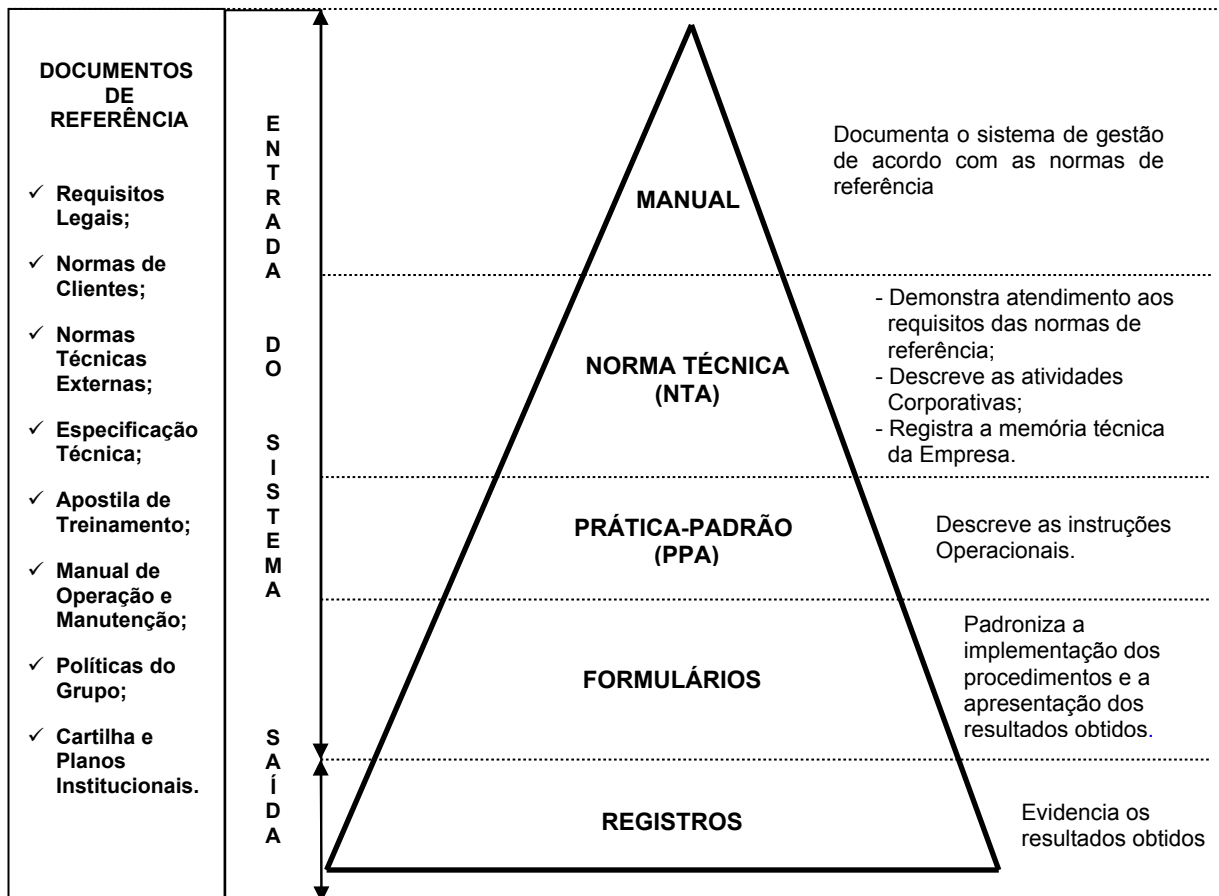 DOCUMENTOS
DE
REFERÊNCIA
✓ Requisitos
Legais;
✓ Normas de
Clientes;
✓ Normas
Técnicas
Externas;
✓ Especificação
Técnica;
✓ Apostila de
Treinamento;
✓ Manual de
Operação e
Manutenção;
✓ Políticas do
Grupo;
✓ Cartilha e
Planos
Institucionais.
E
N
T
R
A
D
A
D
O
S
I
S
T
E
M
A
S
A
Í
D
A
MANUAL
Documenta o sistema de gestão
de acordo com as normas de
referência
NORMA TÉCNICA
(NTA)
- Demonstra atendimento aos
requisitos das normas de
referência;
- Descreve as atividades
Corporativas;
- Registra a memória técnica
da Empresa.
PRÁTICA-PADRÃO
(PPA)
Descreve as instruções
Operacionais.
FORMULÁRIOS
Padroniza a
implementação dos
procedimentos e a
apresentação dos
resultados obtidos.
REGISTROS
Evidencia os
resultados obtidos